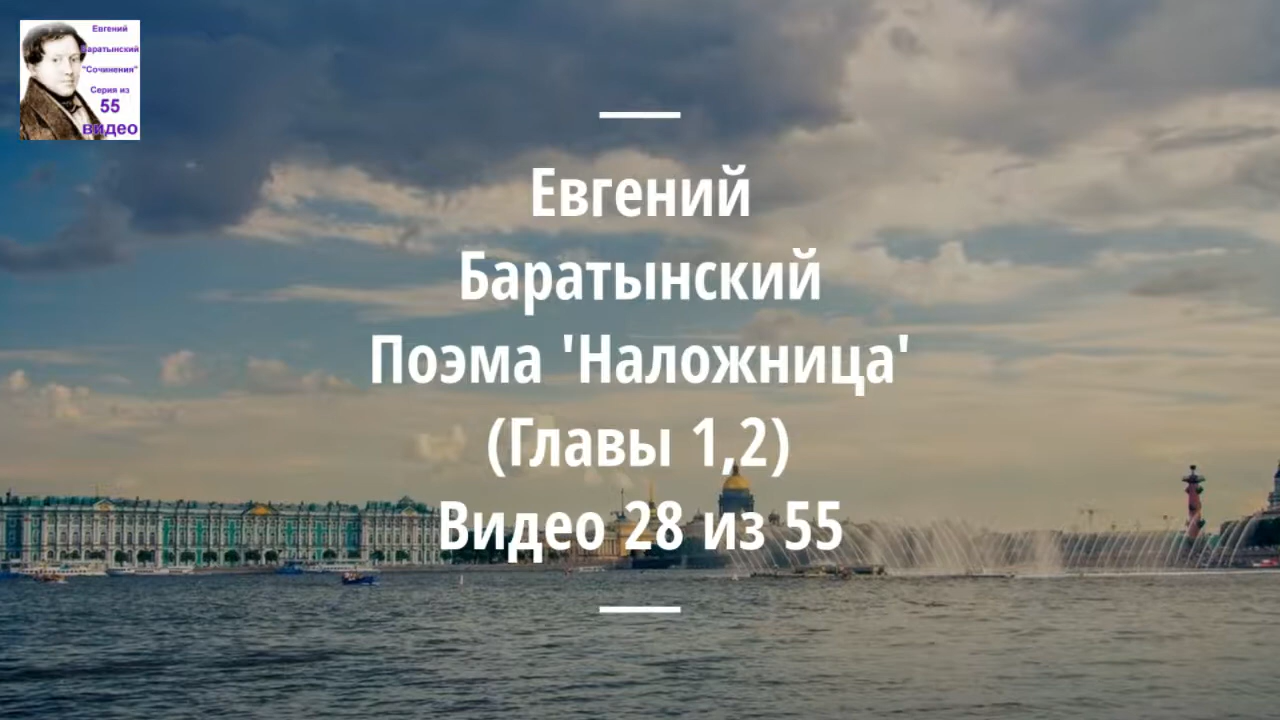 Евгений
Баратынский
"Сочинения"
Серия из
55
видео
Евгений
Баратынский
Поэма 'Наложница'
(Главы 1,2)
Видео 28 из 55